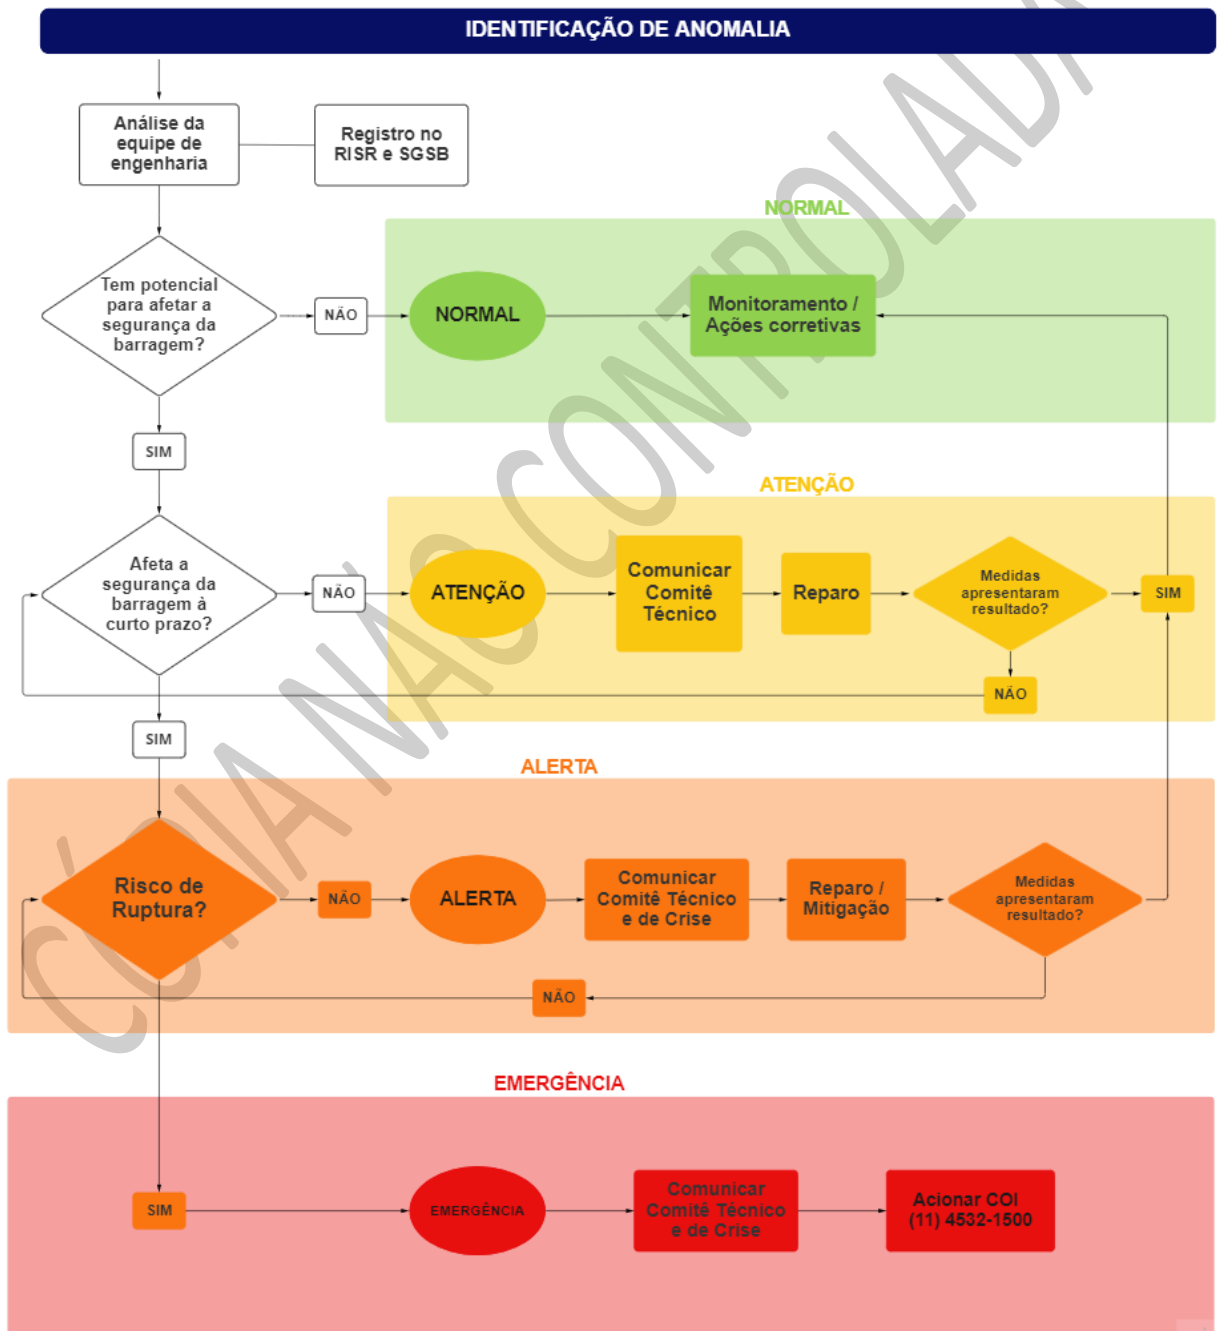 IDENTIFICAÇÃO DE ANOMALIA
Análise da
equipe de
engenharia
Registro no
RISR e SGSB
NORMAL
Tem potencial
para afetar a
segurança da
barragem?
NÃO
NORMAL
Monitoramento /
Ações corretivas
SIM
ATENÇÃO
Afeta a
segurança da
barragem à
curto prazo?
NÃO
ATENÇÃO
Comunicar
Comitê
Técnico
Reparo
Medidas
apresentaram
resultado?
SIM
NÃO
SIM
ALERTA
Risco de
Ruptura?
NÃO
ALERTA
Comunicar
Comitê Técnico
e de Crise
Reparo /
Mitigação
Medidas
apresentaram
resultado?
NÃO
EMERGÊNCIA
SIM
EMERGÊNCIA
Comunicar
Comitê Técnico
e de Crise
Acionar COI
(11) 4532-1500
CÓPIA NÃO CONTROLADA